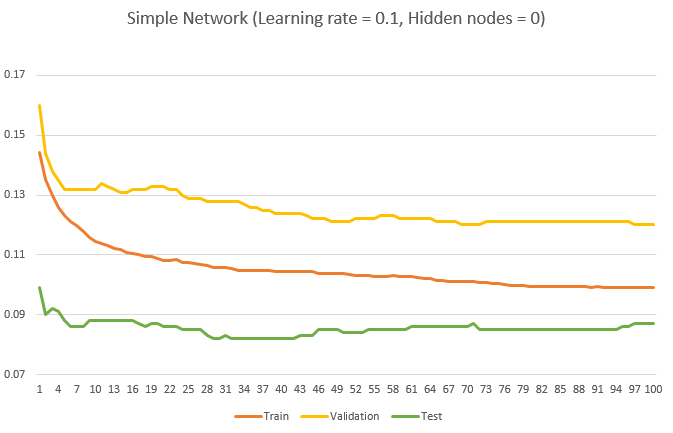 Simple Network (Learning rate = 0.1, Hidden nodes = 0)
0.17
0.15
0.13
0.11
0.09
0.07
1 4 7 10 13 16 19 22 25 28 31 34 37 40 43 46 49 52 55 58 61 64 67 70 73 76 79 82 85 88 91 94 97 100
Train Validation Test